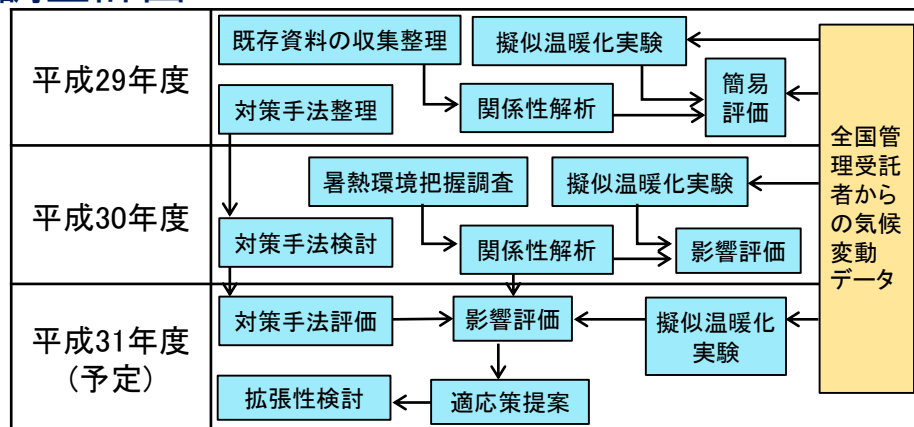 平成29年度
既存資料の収集整理
擬似温暖化実験
簡易
評価
対策手法整理
関係性解析
平成30年度
暑熱環境把握調査
擬似温暖化実験
対策手法検討
関係性解析
影響評価
平成31年度
(予定)
対策手法評価
影響評価
擬似温暖化
実験
拡張性検討
適応策提案
全国管
理受託
者から
の気候
変動
データ